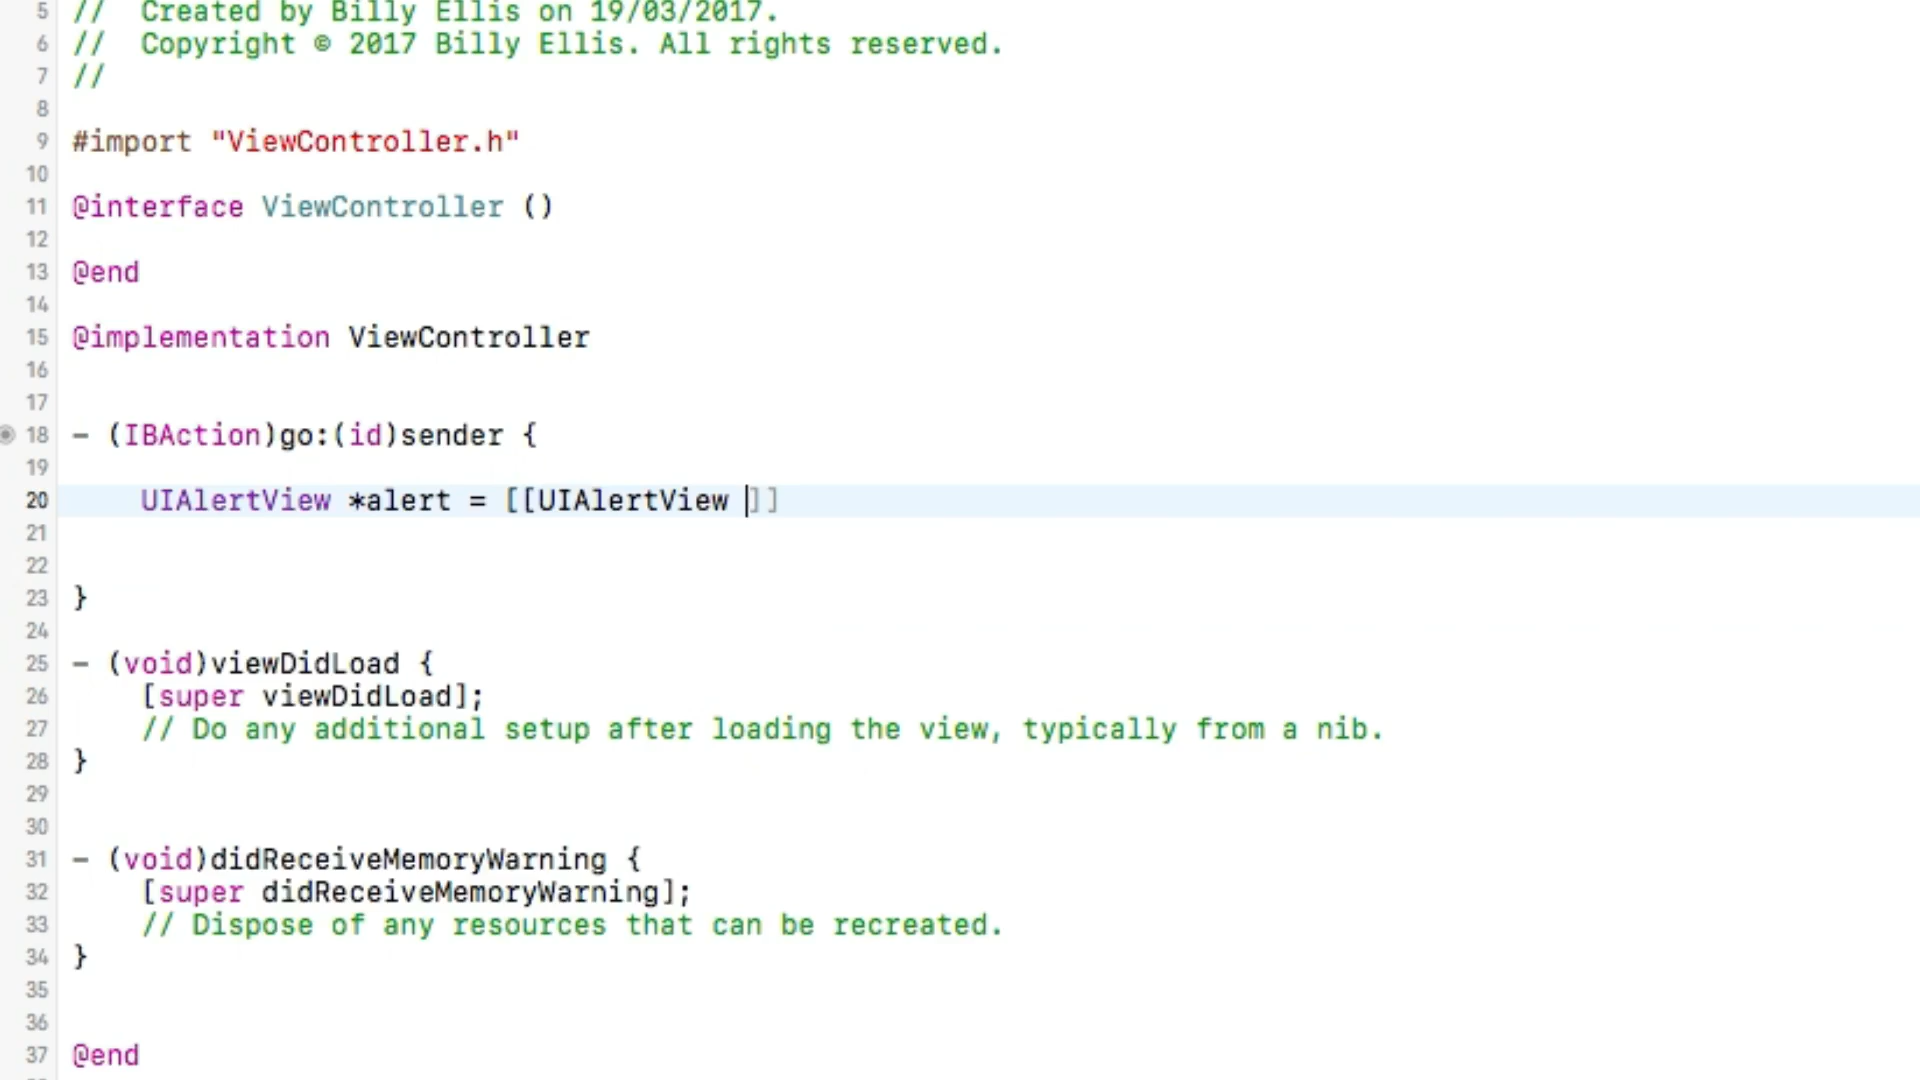 5 //  Created by Billy Ellis on 19/03/2017.
6 //  Copyright © 2017 Billy Ellis. All rights reserved.
7 //
8
9 #import "ViewController.h"
10
11 @interface ViewController ()
12
13 @end
14
15 @implementation ViewController
16
17
18 - (IBAction)go:(id)sender {
19
20     UIAlertView *alert = [[UIAlertView ]]
21
22
23 }
24
25 - (void)viewDidLoad {
26     [super viewDidLoad];
27     // Do any additional setup after loading the view, typically from a nib.
28 }
29
30
31 - (void)didReceiveMemoryWarning {
32     [super didReceiveMemoryWarning];
33     // Dispose of any resources that can be recreated.
34 }
35
36
37 @end